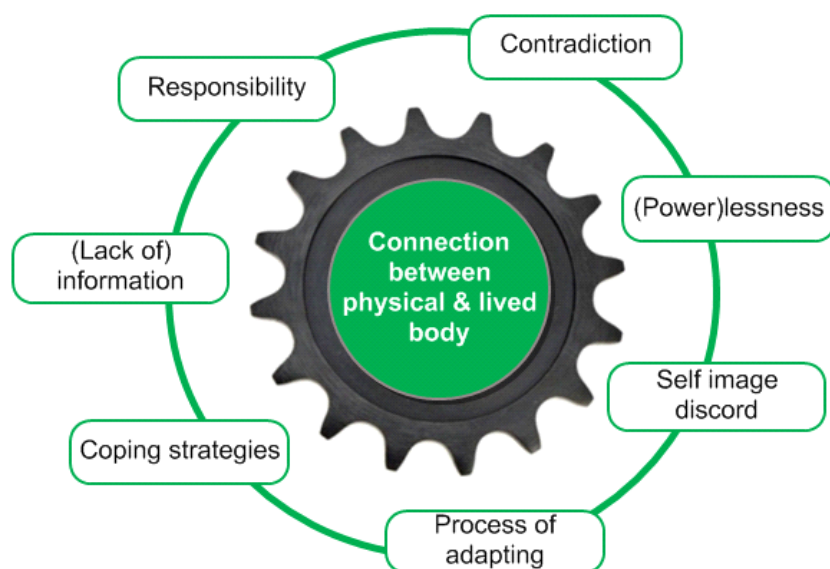 Contradiction
Responsibility
(Power)lessness
(Lack of)
information
Connection
between
physical & lived
body
Self image
discord
Coping strategies
Process of
adapting